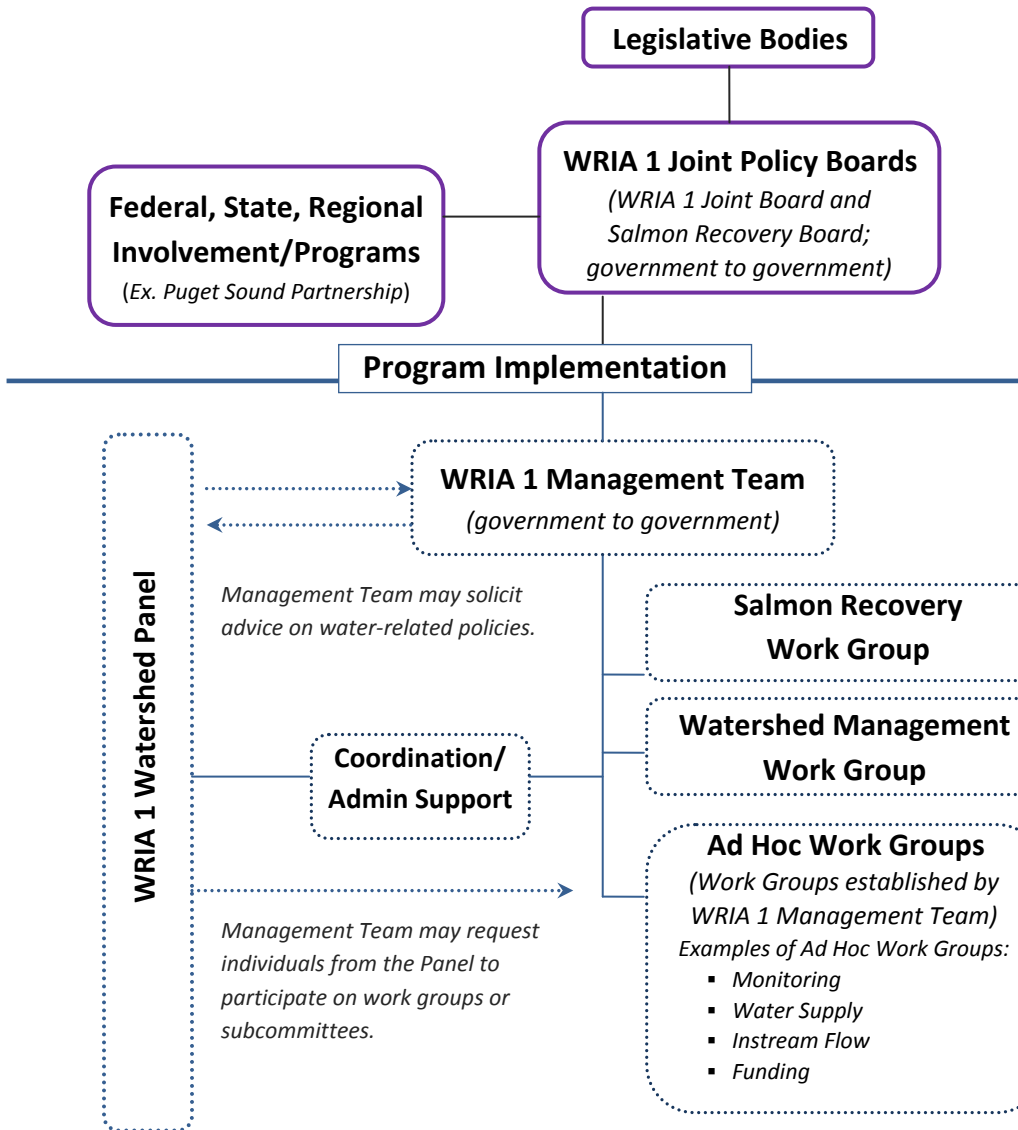 Legislative Bodies
WRIA 1 Joint Policy Boards
(WRIA 1 Joint Board and
Salmon Recovery Board;
government to government)
Federal, State, Regional
Involvement/Programs
(Ex. Puget Sound Partnership)
Program Implementation
WRIA 1 Management Team
(government to government)
WRIA 1 Watershed Panel
Management Team may solicit
advice on water-related policies.
Salmon Recovery
Work Group
Watershed Management
Work Group
Coordination/
Admin Support
Ad Hoc Work Groups
(Work Groups established by
WRIA 1 Management Team)
Examples of Ad Hoc Work Groups:
▪ Monitoring
▪ Water Supply
▪ Instream Flow
▪ Funding
Management Team may request
individuals from the Panel to
participate on work groups or
subcommittees.